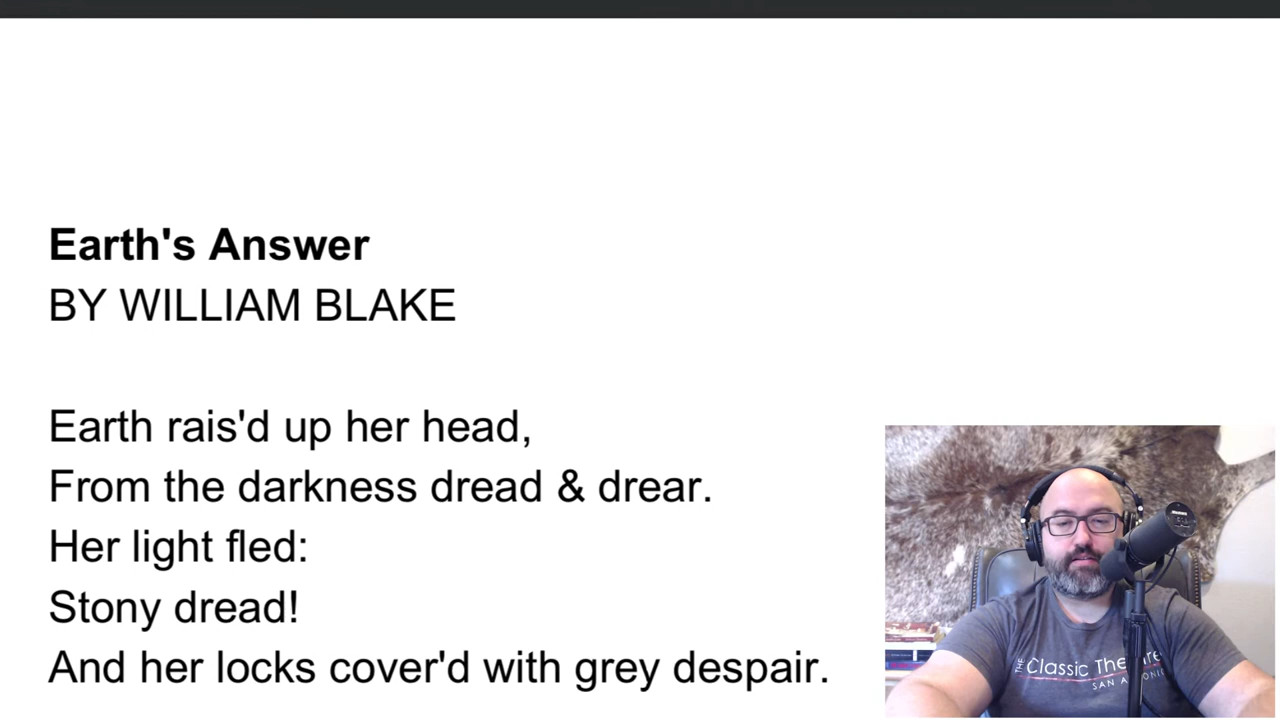 Earth's Answer
BY WILLIAM BLAKE
Earth rais'd up her head,
From the darkness dread & drear.
Her light fled:
Stony dread!
And her locks cover'd with grey despair.
THE Classic Theatre
SAN